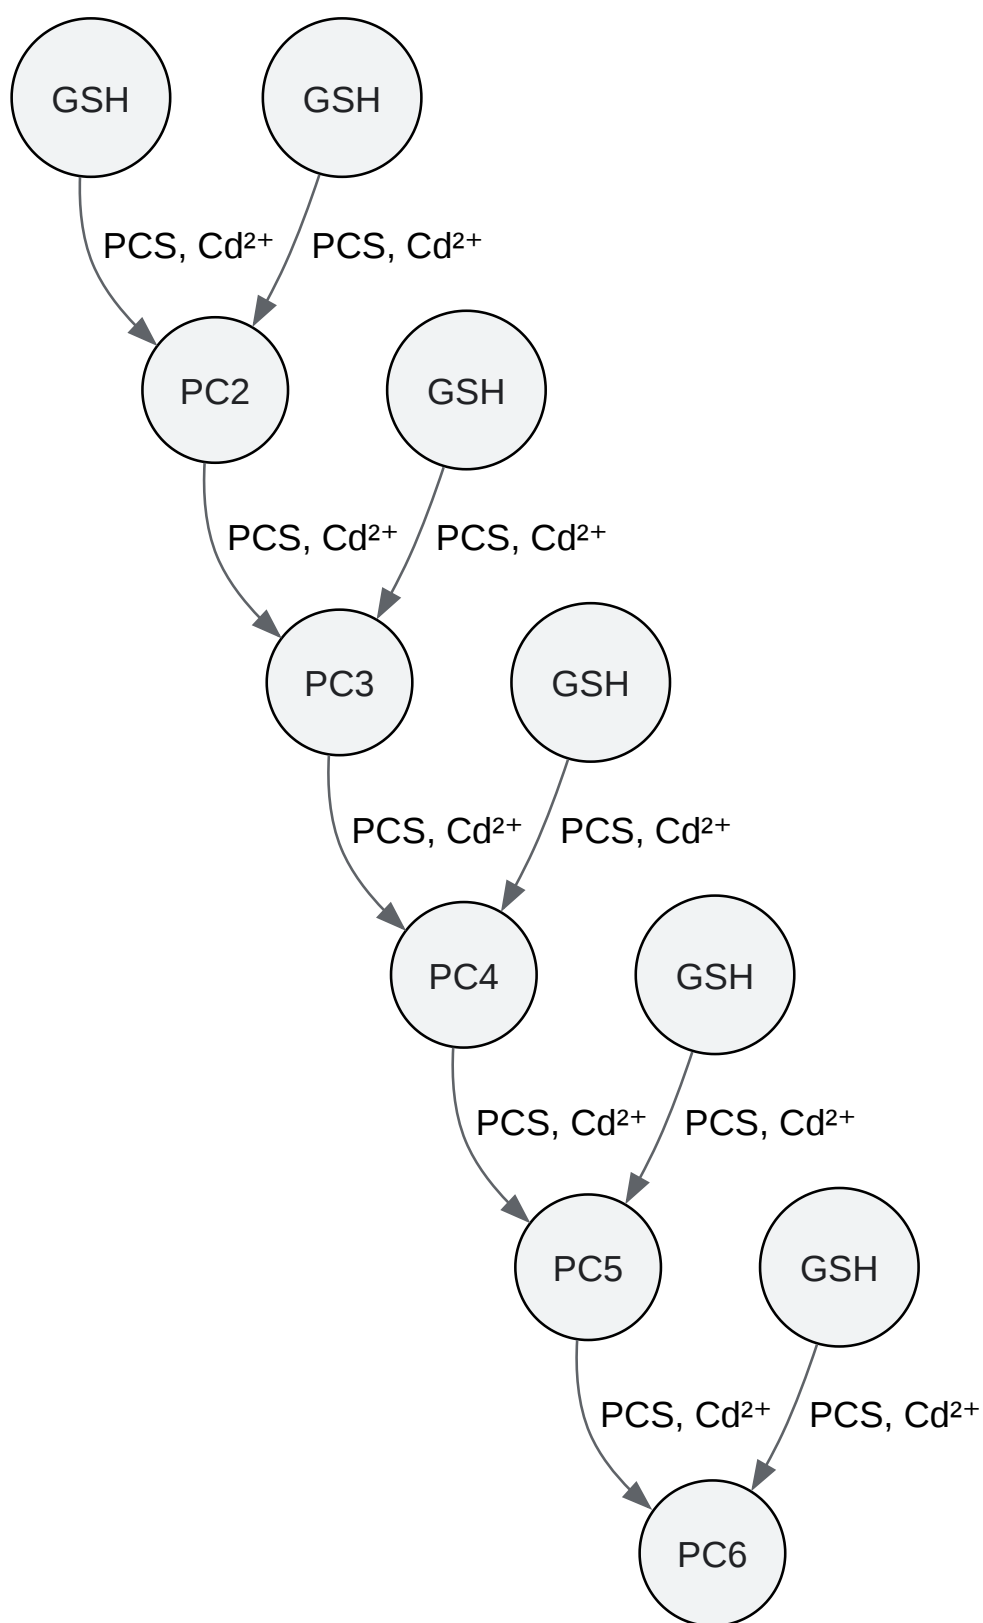 GSH GSH
PCS, Cd²⁺ PCS, Cd²⁺
PC2 GSH
PCS, Cd²⁺ PCS, Cd²⁺
PC3 GSH
PCS, Cd²⁺ PCS, Cd²⁺
PC4 GSH
PCS, Cd²⁺ PCS, Cd²⁺
PC5 GSH
PCS, Cd²⁺ PCS, Cd²⁺
PC6